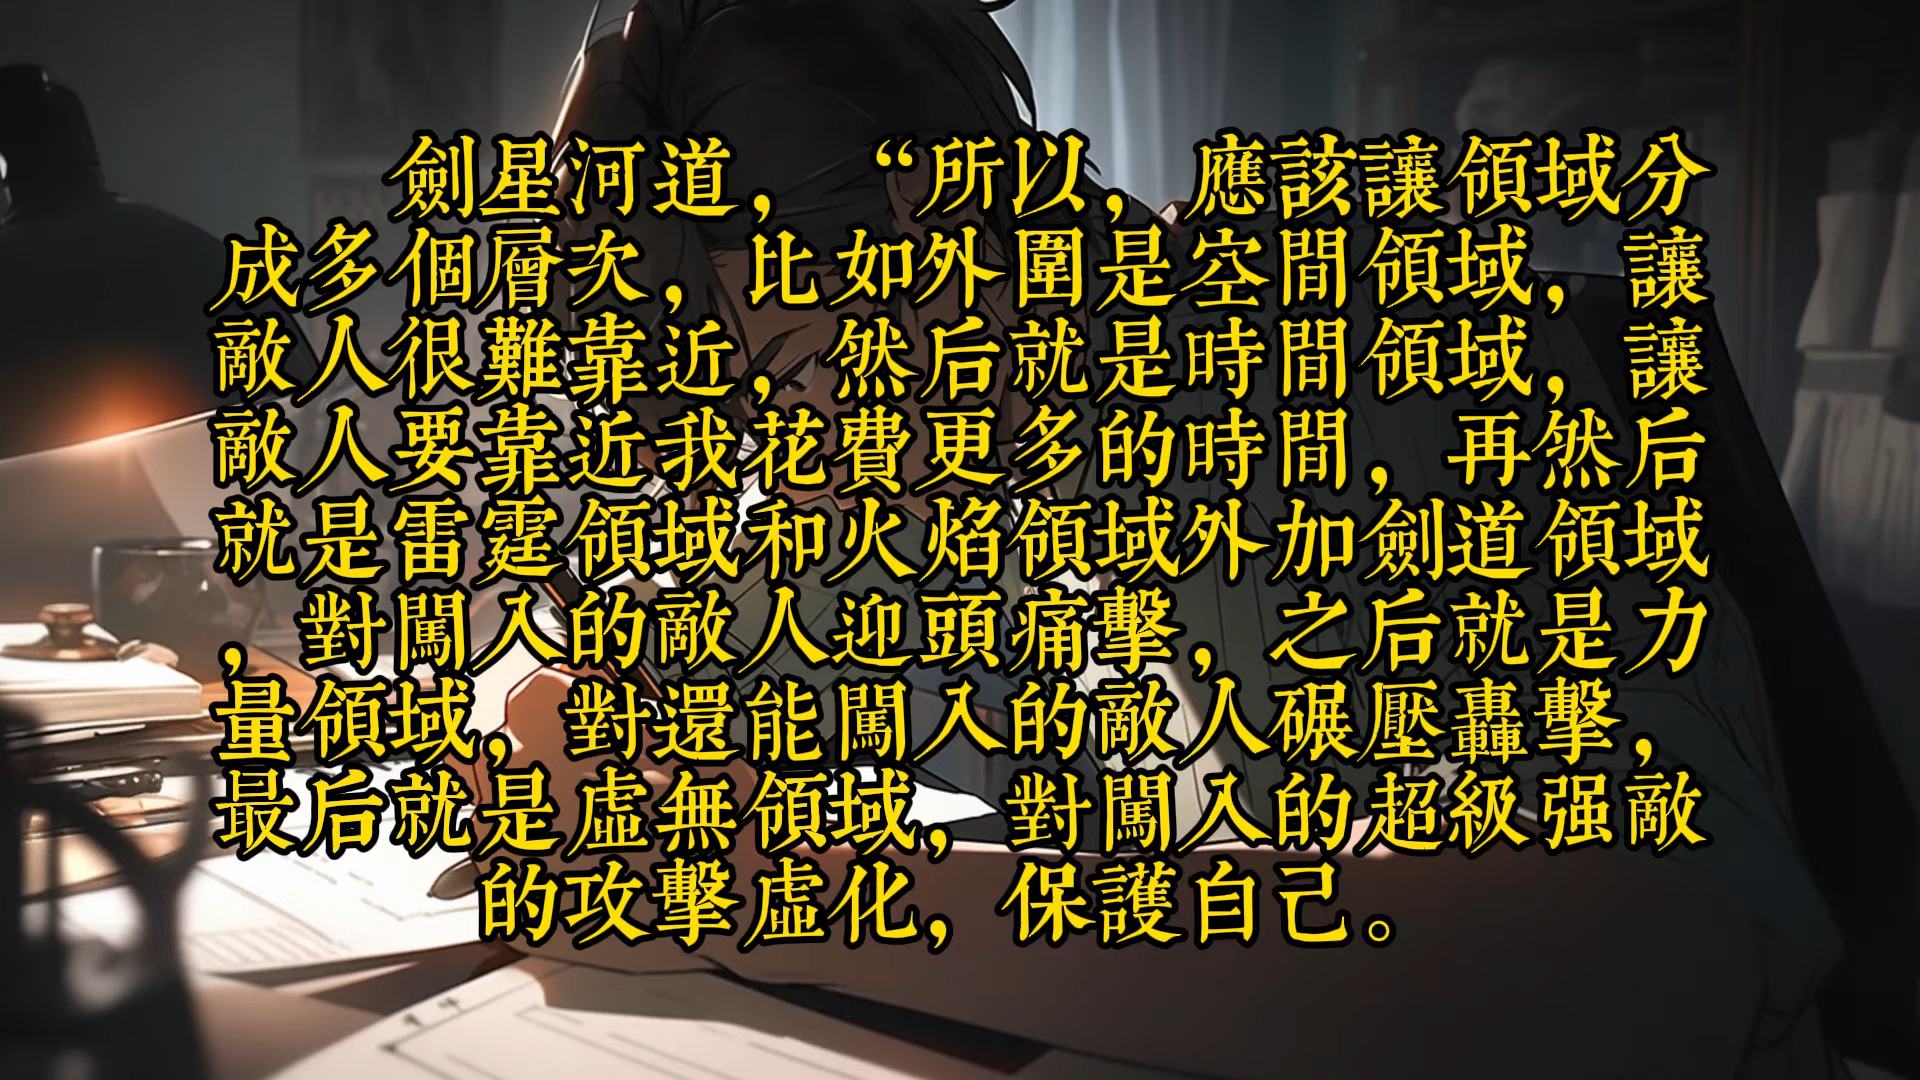 劍星河道，“所以，應該讓領域分
成多個層次，比如外圍是空間領域，讓
敵人很難靠近，然后就是時間領域，讓
敵人要靠近我花費更多的時間，再然后
就是雷霆領域和火焰領域外加劍道領域
，對闖入的敵人迎頭痛擊，之后就是力
量領域，對還能闖入的敵人碾壓轟擊，
最后就是虛無領域，對闖入的超級强敵
的攻擊虛化，保護自己。